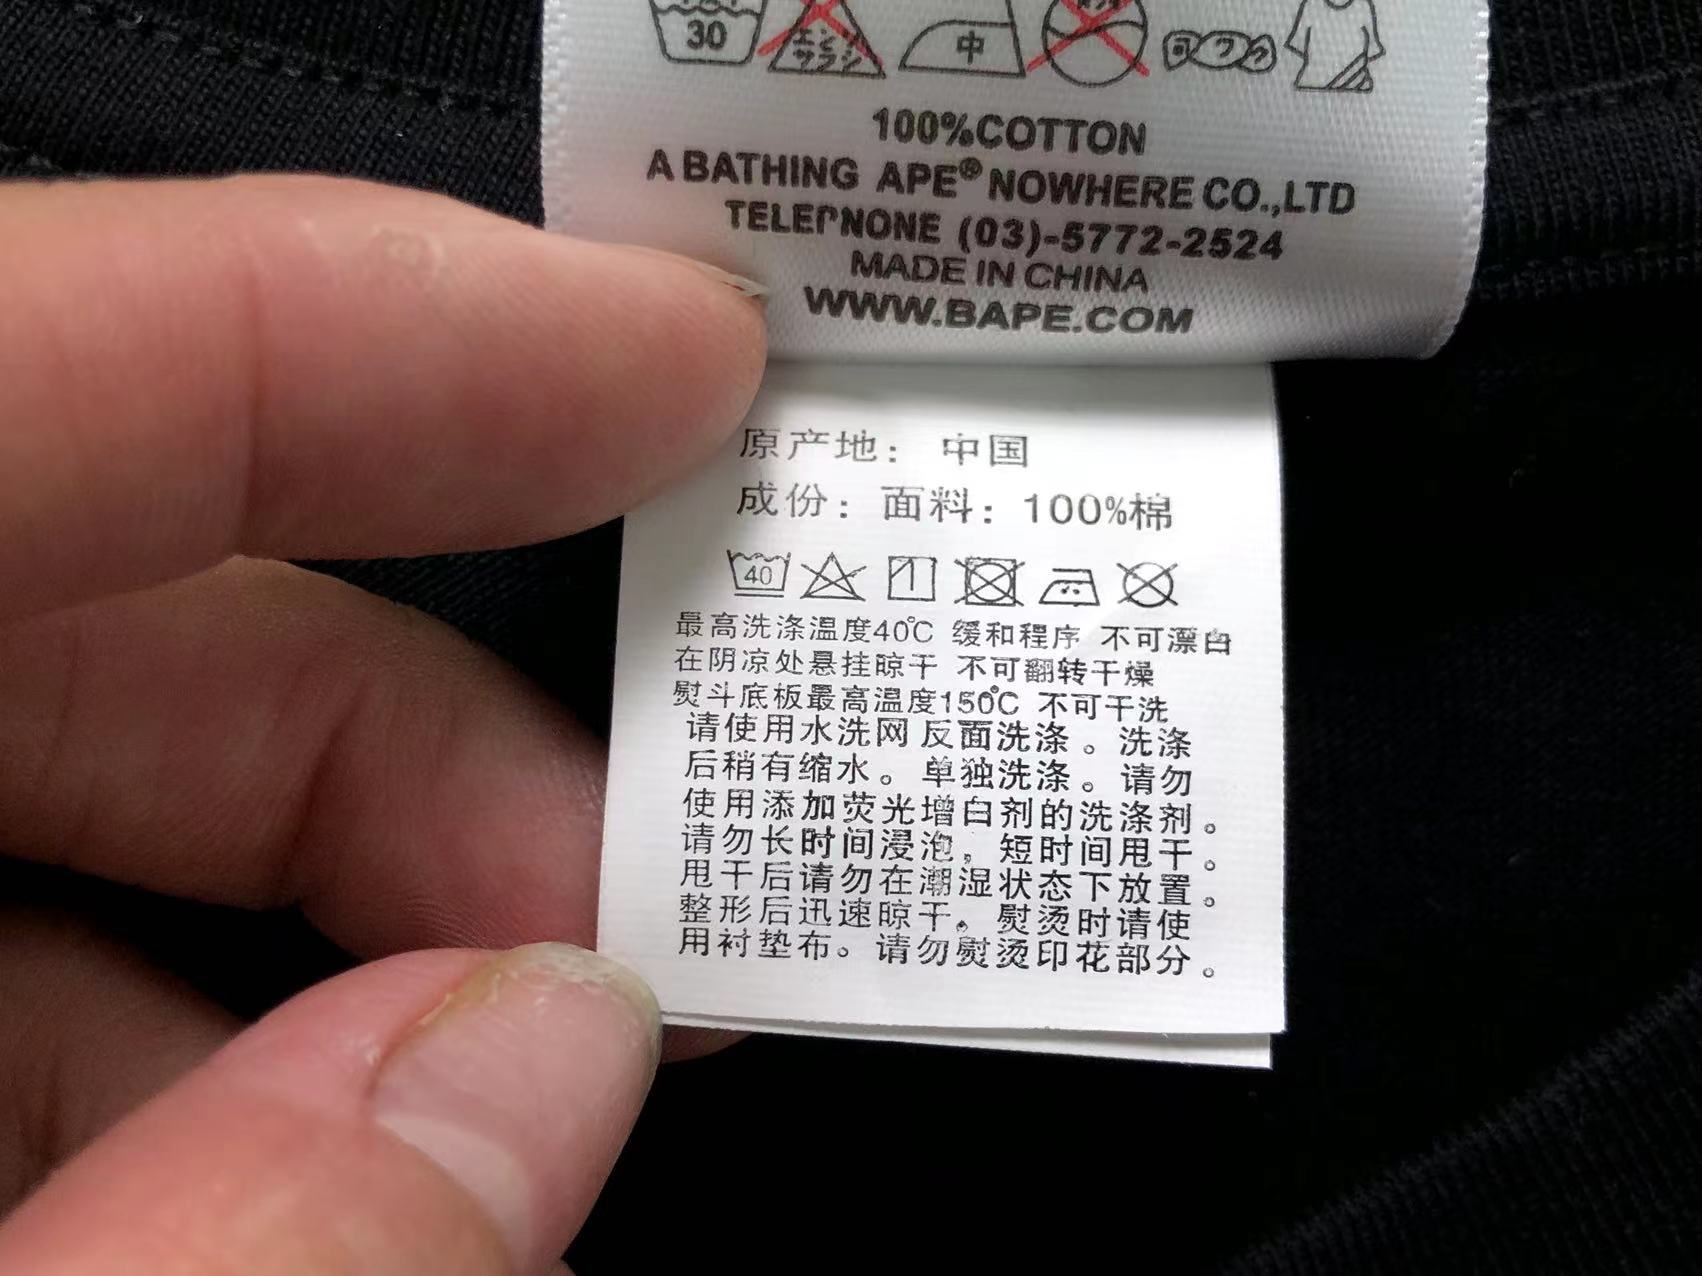 30
エンソ
サラシ
中
100%COTTON
A BATHING APE® NOWHERE CO.,LTD
TELEPNONE (03)-5772-2524
MADE IN CHINA
WWW.BAPE.COM
原产地：中国
成份：面料：100%棉
40
最高洗涤温度40℃ 缓和程序 不可漂白
在阴凉处悬挂晾干 不可翻转干燥
熨斗底板最高温度150℃ 不可干洗
请使用水洗网反面洗涤。洗涤
后稍有缩水。单独洗涤。请勿
使用添加荧光增白剂的洗涤剂。
请勿长时间浸泡，短时间甩干。
甩干后请勿在潮湿状态下放置。
整形后迅速晾干。熨烫时请使
用衬垫布。请勿熨烫印花部分。